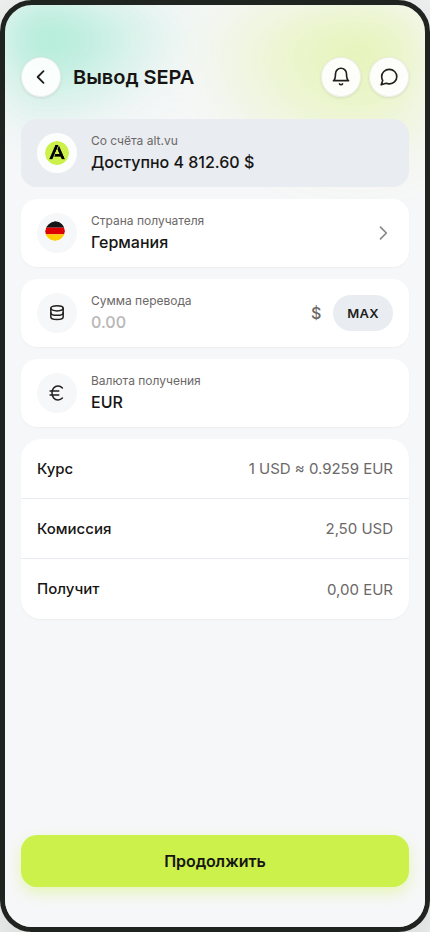 Вывод SEPA
Со счёта alt.vu
Доступно 4 812.60 $
Страна получателя
Германия
Сумма перевода
0.00
$
MAX
Валюта получения
EUR
Курс
1 USD ≈ 0.9259 EUR
Комиссия
2,50 USD
Получит
0,00 EUR
Продолжить